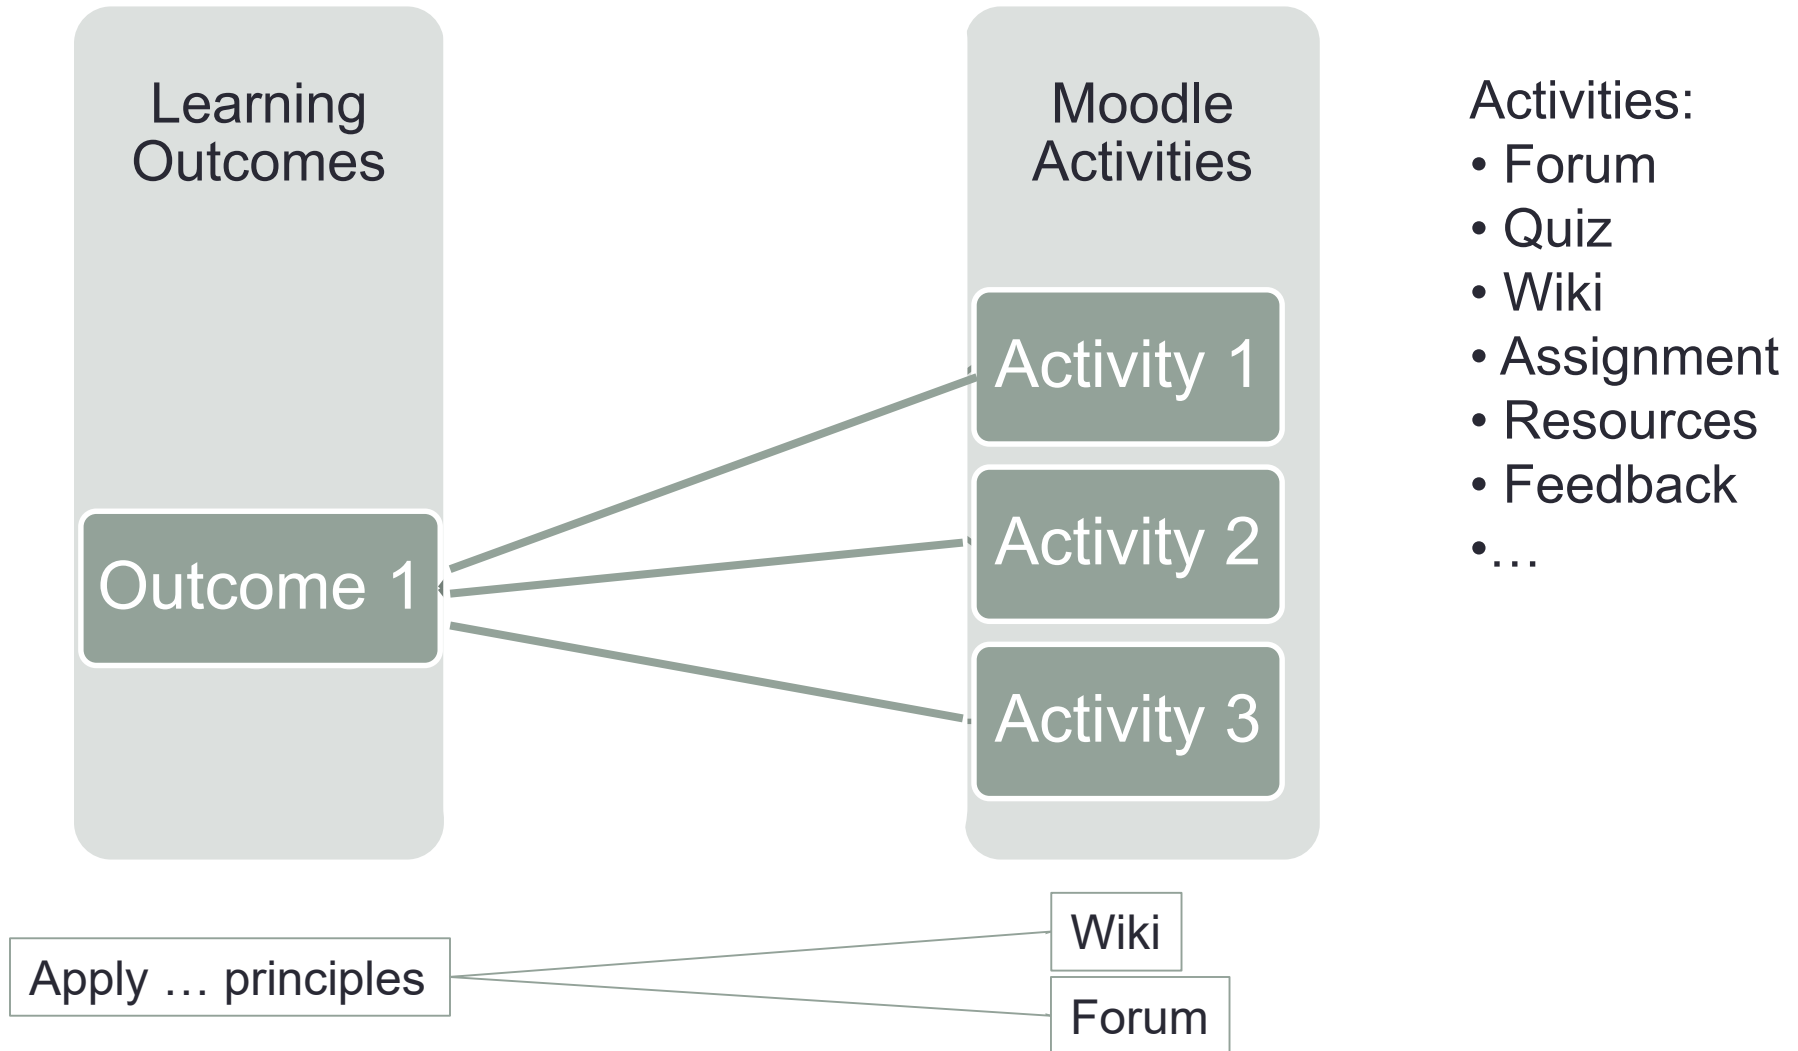 Learning
Outcomes
Outcome 1
Moodle
Activities
Activity 1
Activity 2
Activity 3
Activities:
• Forum
• Quiz
• Wiki
• Assignment
• Resources
• Feedback
•…
Apply … principles
Wiki
Forum